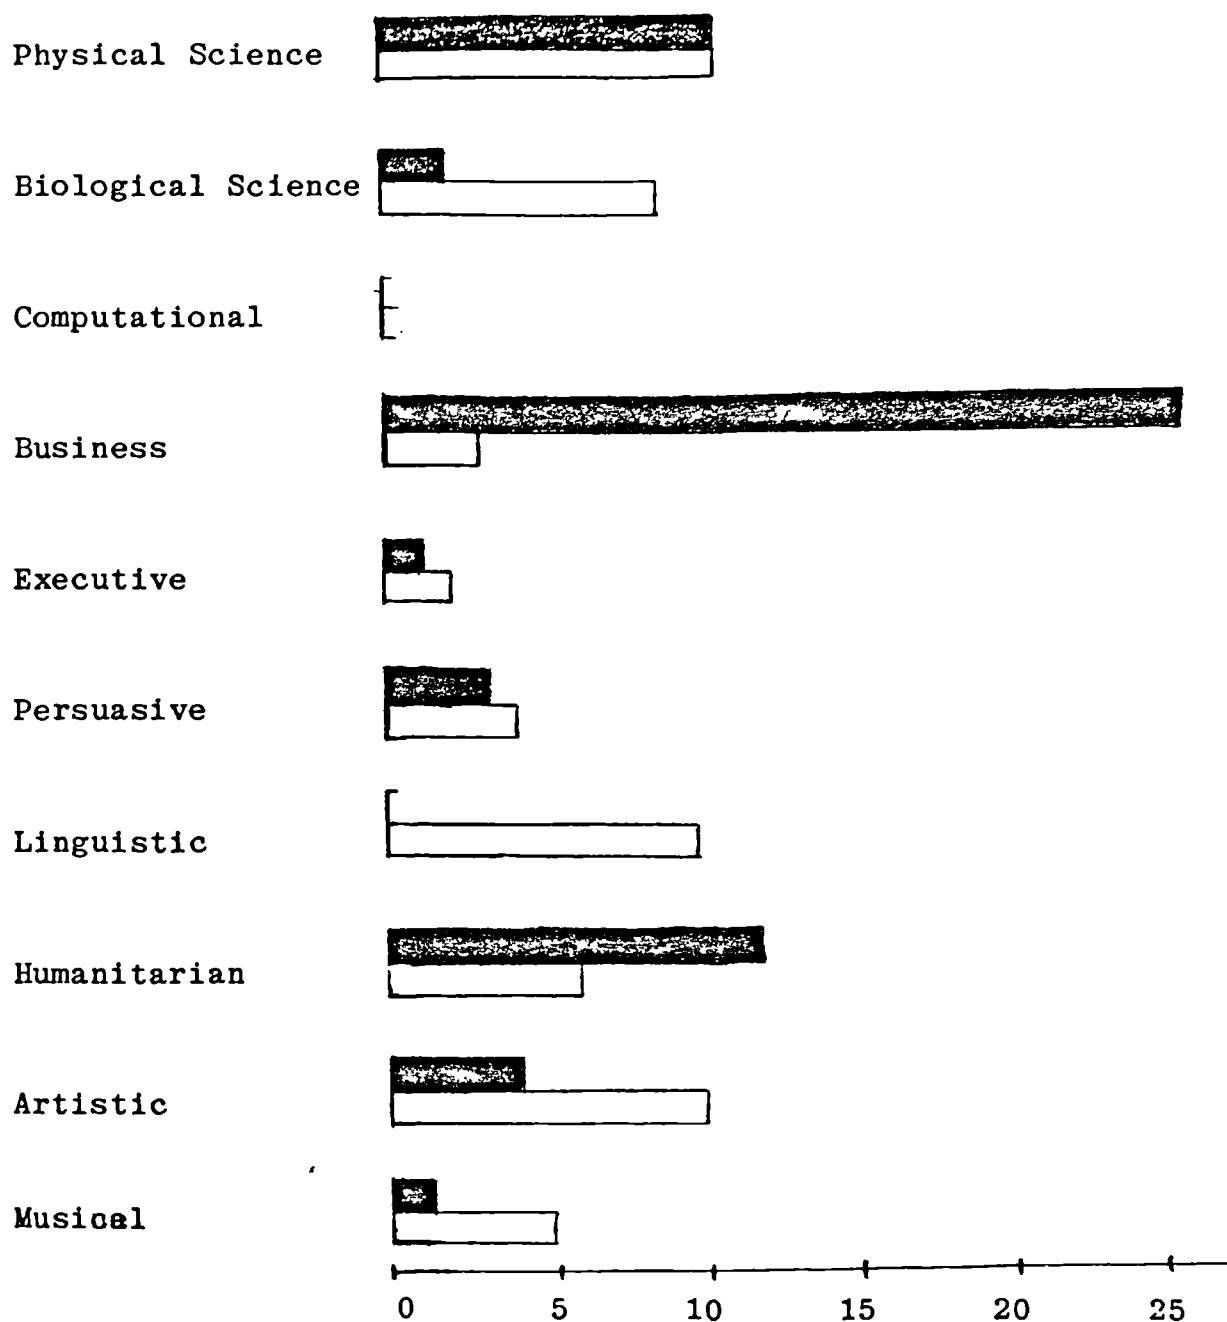 Physical Science
Biological Science
Computational
Business
Executive
Persuasive
Linguistic
Humanitarian
Artistic
Musical
0 5 10 15 20 25